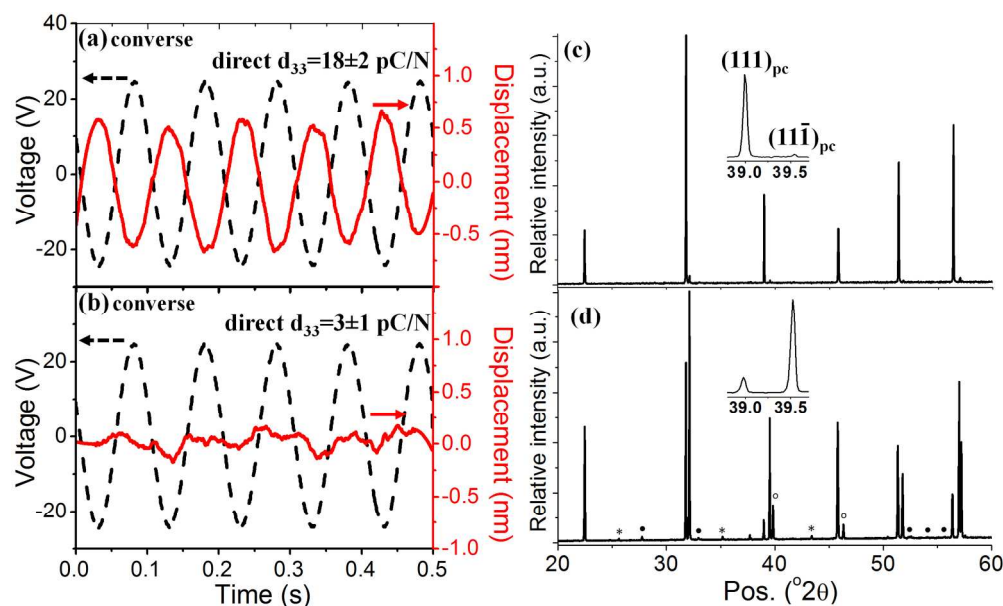 (a) converse
direct d₃₃=18±2 pC/N
Voltage (V)
40
20
0
-20
Displacement (nm)
1.0
0.5
0.0
-0.5
(b) converse
direct d₃₃=3±1 pC/N
Voltage (V)
20
0
-20
Displacement (nm)
1.0
0.5
0.0
-0.5
-1.0
0.0 0.1 0.2 0.3 0.4 0.5
Time (s)
(c)
Relative intensity (a.u.)
(111)pc
(111̄)pc
39.0 39.5
(d)
Relative intensity (a.u.)
39.0 39.5
* • • * ○ * ○ • • •
20 30 40 50 60
Pos. (°2θ)